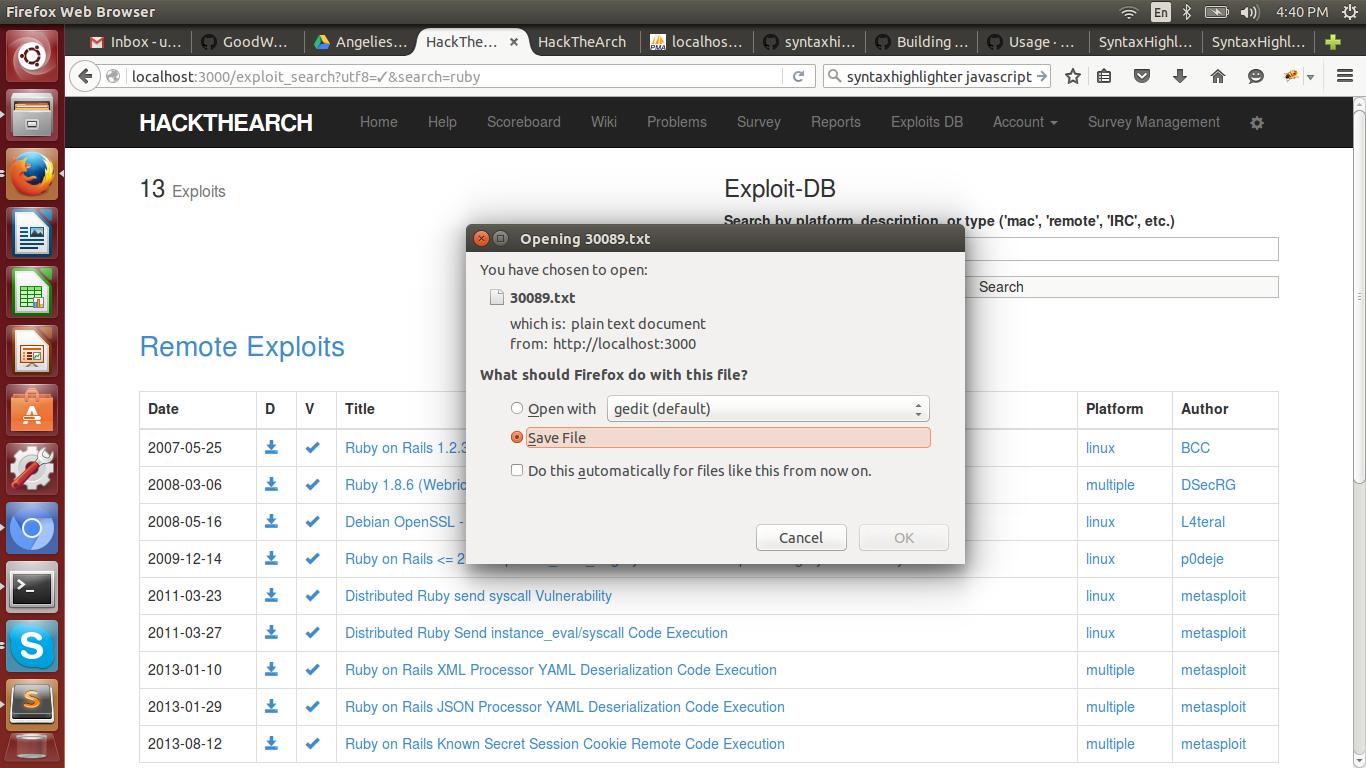 Firefox Web Browser
En
4:40 PM
Inbox - u...
GoodW...
Angelies...
HackThe...
HackTheArch
localhos...
syntaxhi...
Building ...
Usage · ...
SyntaxHighl...
SyntaxHighl...
localhost:3000/exploit_search?utf8=✓&search=ruby
syntaxhighlighter javascript
HACKTHEARCH
Home Help Scoreboard Wiki Problems Survey Reports Exploits DB Account Survey Management
13 Exploits
Exploit-DB
Search by platform, description, or type ('mac', 'remote', 'IRC', etc.)
Search
Opening 30089.txt
You have chosen to open:
30089.txt
which is: plain text document
from: http://localhost:3000
What should Firefox do with this file?
Open with gedit (default)
Save File
Do this automatically for files like this from now on.
Cancel OK
Remote Exploits
Date D V Title Platform Author
2007-05-25 Ruby on Rails 1.2.3 linux BCC
2008-03-06 Ruby 1.8.6 (Webric multiple DSecRG
2008-05-16 Debian OpenSSL - linux L4teral
2009-12-14 Ruby on Rails <= 2 linux p0deje
2011-03-23 Distributed Ruby send syscall Vulnerability linux metasploit
2011-03-27 Distributed Ruby Send instance_eval/syscall Code Execution linux metasploit
2013-01-10 Ruby on Rails XML Processor YAML Deserialization Code Execution multiple metasploit
2013-01-29 Ruby on Rails JSON Processor YAML Deserialization Code Execution multiple metasploit
2013-08-12 Ruby on Rails Known Secret Session Cookie Remote Code Execution multiple metasploit